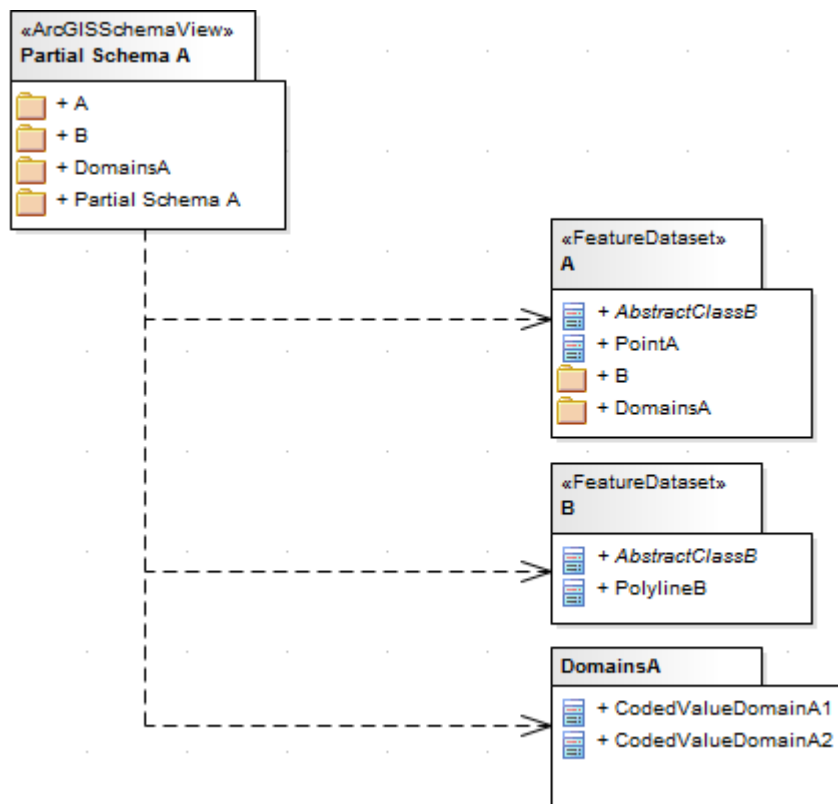 «ArcGISSchemaView»
Partial Schema A
+ A
+ B
+ DomainsA
+ Partial Schema A
«FeatureDataset»
A
+ AbstractClassB
+ PointA
+ B
+ DomainsA
«FeatureDataset»
B
+ AbstractClassB
+ PolylineB
DomainsA
+ CodedValueDomainA1
+ CodedValueDomainA2